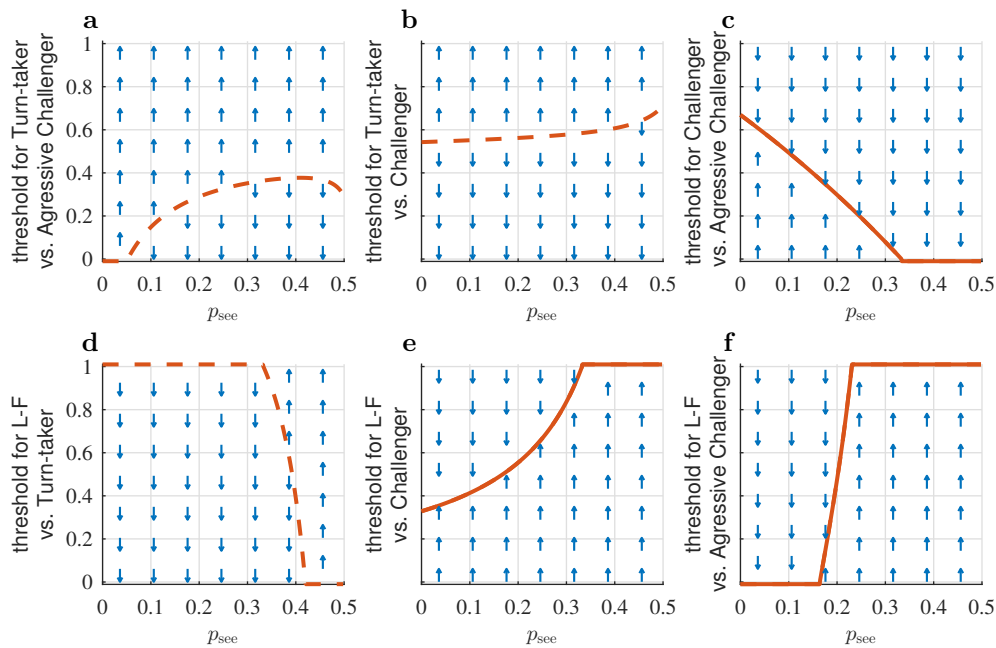 a
threshold for Turn-taker
vs. Agressive Challenger
1
0.8
0.6
0.4
0.2
0
0 0.1 0.2 0.3 0.4 0.5
p_see
b
threshold for Turn-taker
vs. Challenger
0 0.1 0.2 0.3 0.4 0.5
p_see
c
threshold for Challenger
vs. Agressive Challenger
0 0.1 0.2 0.3 0.4 0.5
p_see
d
threshold for L-F
vs. Turn-taker
1
0.8
0.6
0.4
0.2
0
0 0.1 0.2 0.3 0.4 0.5
p_see
e
threshold for L-F
vs. Challenger
0 0.1 0.2 0.3 0.4 0.5
p_see
f
threshold for L-F
vs. Agressive Challenger
0 0.1 0.2 0.3 0.4 0.5
p_see